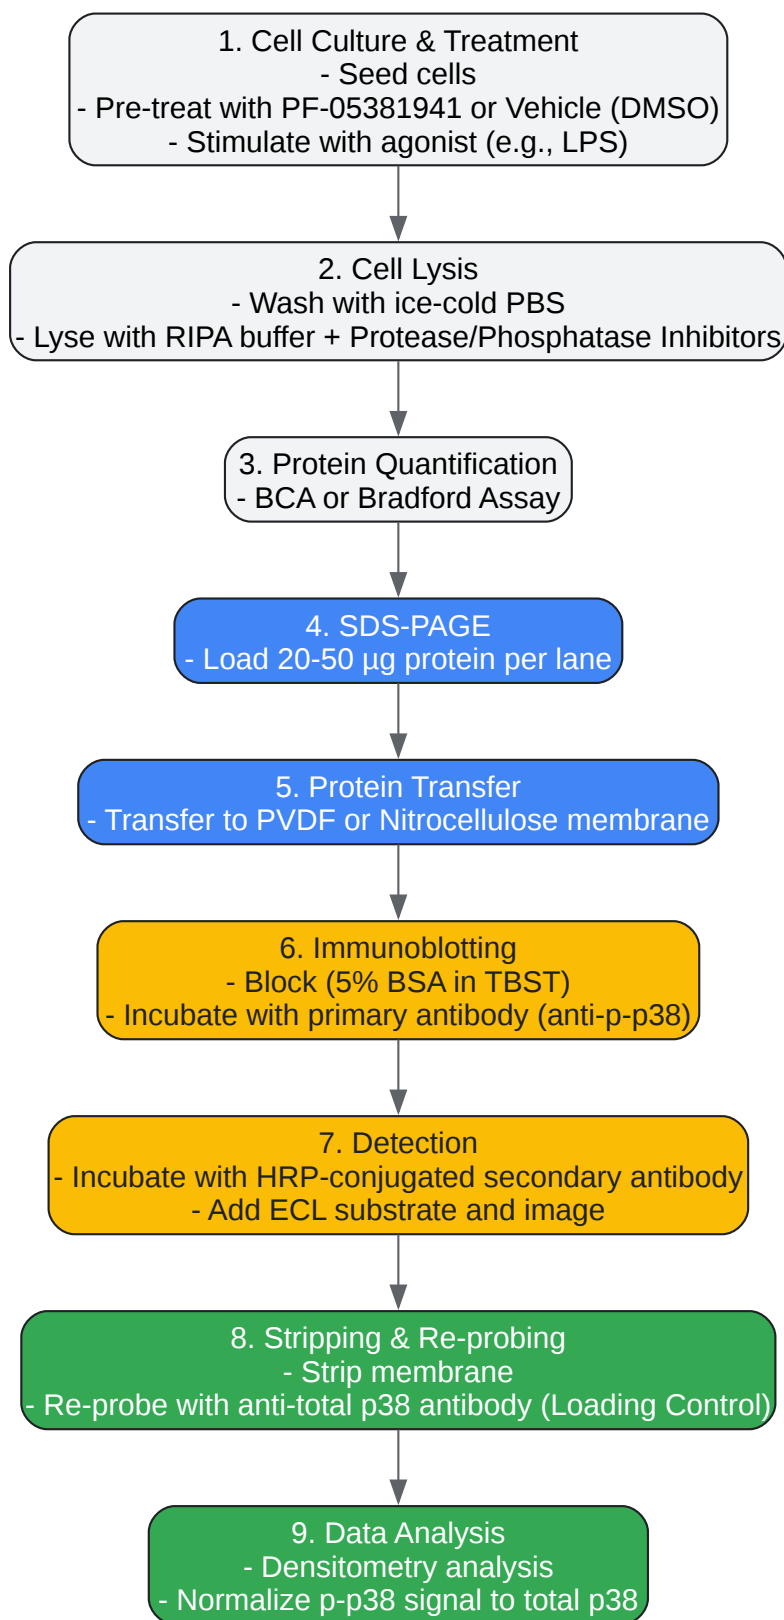 1. Cell Culture & Treatment
- Seed cells
- Pre-treat with PF-05381941 or Vehicle (DMSO)
- Stimulate with agonist (e.g., LPS)
2. Cell Lysis
- Wash with ice-cold PBS
- Lyse with RIPA buffer + Protease/Phosphatase Inhibitors
3. Protein Quantification
- BCA or Bradford Assay
4. SDS-PAGE
- Load 20-50 µg protein per lane
5. Protein Transfer
- Transfer to PVDF or Nitrocellulose membrane
6. Immunoblotting
- Block (5% BSA in TBST)
- Incubate with primary antibody (anti-p-p38)
7. Detection
- Incubate with HRP-conjugated secondary antibody
- Add ECL substrate and image
8. Stripping & Re-probing
- Strip membrane
- Re-probe with anti-total p38 antibody (Loading Control)
9. Data Analysis
- Densitometry analysis
- Normalize p-p38 signal to total p38